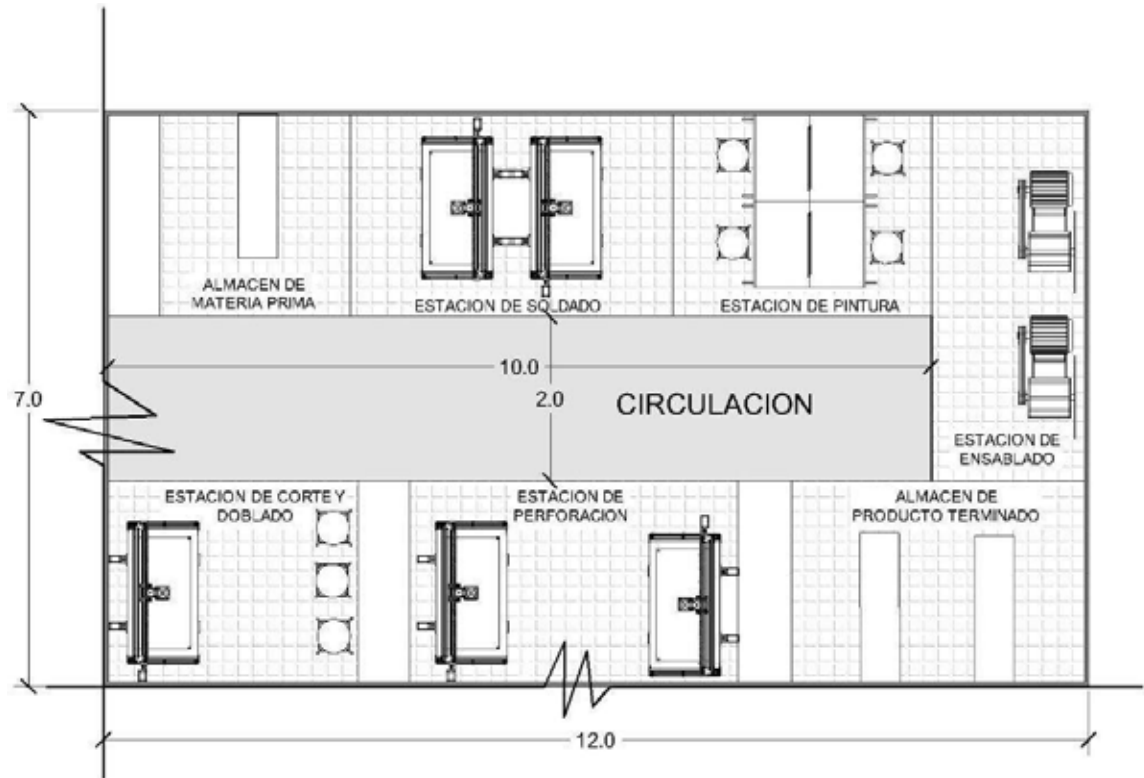 ALMACEN DE
MATERIA PRIMA
ESTACION DE SOLDADO
ESTACION DE PINTURA
7.0
10.0
2.0
CIRCULACION
ESTACION DE
ENSABLADO
ESTACION DE CORTE Y
DOBLADO
ESTACION DE
PERFORACION
ALMACEN DE
PRODUCTO TERMINADO
12.0